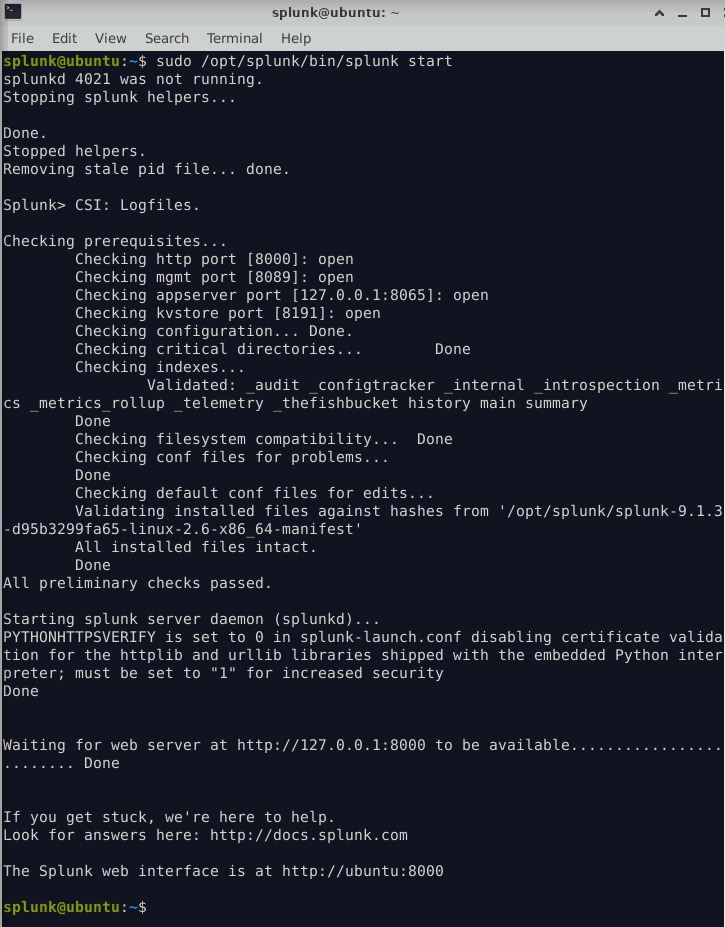 splunk@ubuntu: ~
File Edit View Search Terminal Help
splunk@ubuntu:~$ sudo /opt/splunk/bin/splunk start
splunkd 4021 was not running.
Stopping splunk helpers...
Done.
Stopped helpers.
Removing stale pid file... done.
Splunk> CSI: Logfiles.
Checking prerequisites...
Checking http port [8000]: open
Checking mgmt port [8089]: open
Checking appserver port [127.0.0.1:8065]: open
Checking kvstore port [8191]: open
Checking configuration... Done.
Checking critical directories... Done
Checking indexes...
Validated: _audit _configtracker _internal _introspection _metri
cs _metrics_rollup _telemetry _thefishbucket history main summary
Done
Checking filesystem compatibility... Done
Checking conf files for problems...
Done
Checking default conf files for edits...
Validating installed files against hashes from '/opt/splunk/splunk-9.1.3
-d95b3299fa65-linux-2.6-x86_64-manifest'
All installed files intact.
Done
All preliminary checks passed.
Starting splunk server daemon (splunkd)...
PYTHONHTTPSVERIFY is set to 0 in splunk-launch.conf disabling certificate valida
tion for the httplib and urllib libraries shipped with the embedded Python inter
preter; must be set to "1" for increased security
Done
Waiting for web server at http://127.0.0.1:8000 to be available.................
........ Done
If you get stuck, we're here to help.
Look for answers here: http://docs.splunk.com
The Splunk web interface is at http://ubuntu:8000
splunk@ubuntu:~$